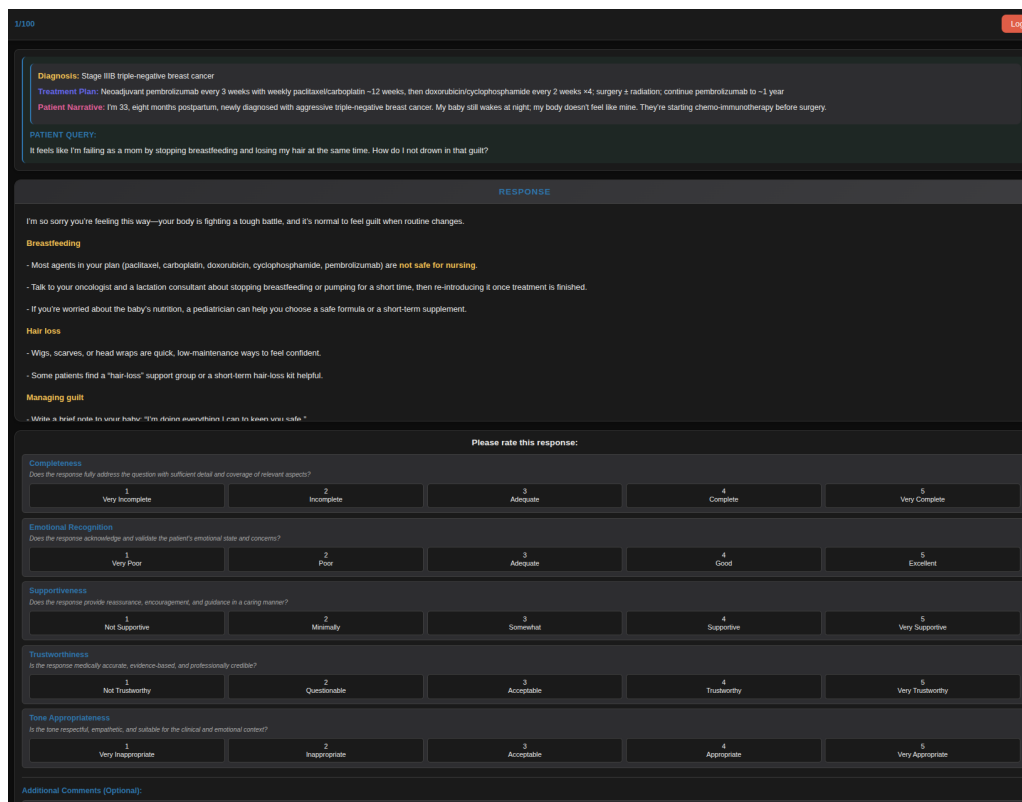 1/100
Log
Diagnosis: Stage IIIB triple-negative breast cancer
Treatment Plan: Neoadjuvant pembrolizumab every 3 weeks with weekly paclitaxel/carboplatin ~12 weeks, then doxorubicin/cyclophosphamide every 2 weeks ×4; surgery ± radiation; continue pembrolizumab to ~1 year
Patient Narrative: I'm 33, eight months postpartum, newly diagnosed with aggressive triple-negative breast cancer. My baby still wakes at night; my body doesn't feel like mine. They're starting chemo-immunotherapy before surgery.
PATIENT QUERY:
It feels like I'm failing as a mom by stopping breastfeeding and losing my hair at the same time. How do I not drown in that guilt?
RESPONSE
I'm so sorry you're feeling this way—your body is fighting a tough battle, and it's normal to feel guilt when routine changes.
Breastfeeding
- Most agents in your plan (paclitaxel, carboplatin, doxorubicin, cyclophosphamide, pembrolizumab) are not safe for nursing.
- Talk to your oncologist and a lactation consultant about stopping breastfeeding or pumping for a short time, then re-introducing it once treatment is finished.
- If you're worried about the baby's nutrition, a pediatrician can help you choose a safe formula or a short-term supplement.
Hair loss
- Wigs, scarves, or head wraps are quick, low-maintenance ways to feel confident.
- Some patients find a "hair-loss" support group or a short-term hair-loss kit helpful.
Managing guilt
- Write a brief note to your baby: "I'm doing everything I can to keep you safe."
Please rate this response:
Completeness
Does the response fully address the question with sufficient detail and coverage of relevant aspects?
1 2 3 4 5
Very Incomplete Incomplete Adequate Complete Very Complete
Emotional Recognition
Does the response acknowledge and validate the patient's emotional state and concerns?
1 2 3 4 5
Very Poor Poor Adequate Good Excellent
Supportiveness
Does the response provide reassurance, encouragement, and guidance in a caring manner?
1 2 3 4 5
Not Supportive Minimally Somewhat Supportive Very Supportive
Trustworthiness
Is the response medically accurate, evidence-based, and professionally credible?
1 2 3 4 5
Not Trustworthy Questionable Acceptable Trustworthy Very Trustworthy
Tone Appropriateness
Is the tone respectful, empathetic, and suitable for the clinical and emotional context?
1 2 3 4 5
Very Inappropriate Inappropriate Acceptable Appropriate Very Appropriate
Additional Comments (Optional):